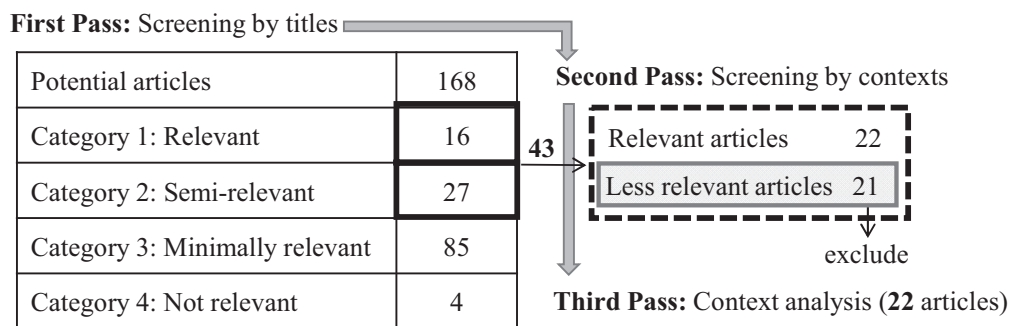 First Pass: Screening by titles
Potential articles 168
Category 1: Relevant 16
Category 2: Semi-relevant 27
Category 3: Minimally relevant 85
Category 4: Not relevant 4
43
Second Pass: Screening by contexts
Relevant articles 22
Less relevant articles 21
exclude
Third Pass: Context analysis (22 articles)